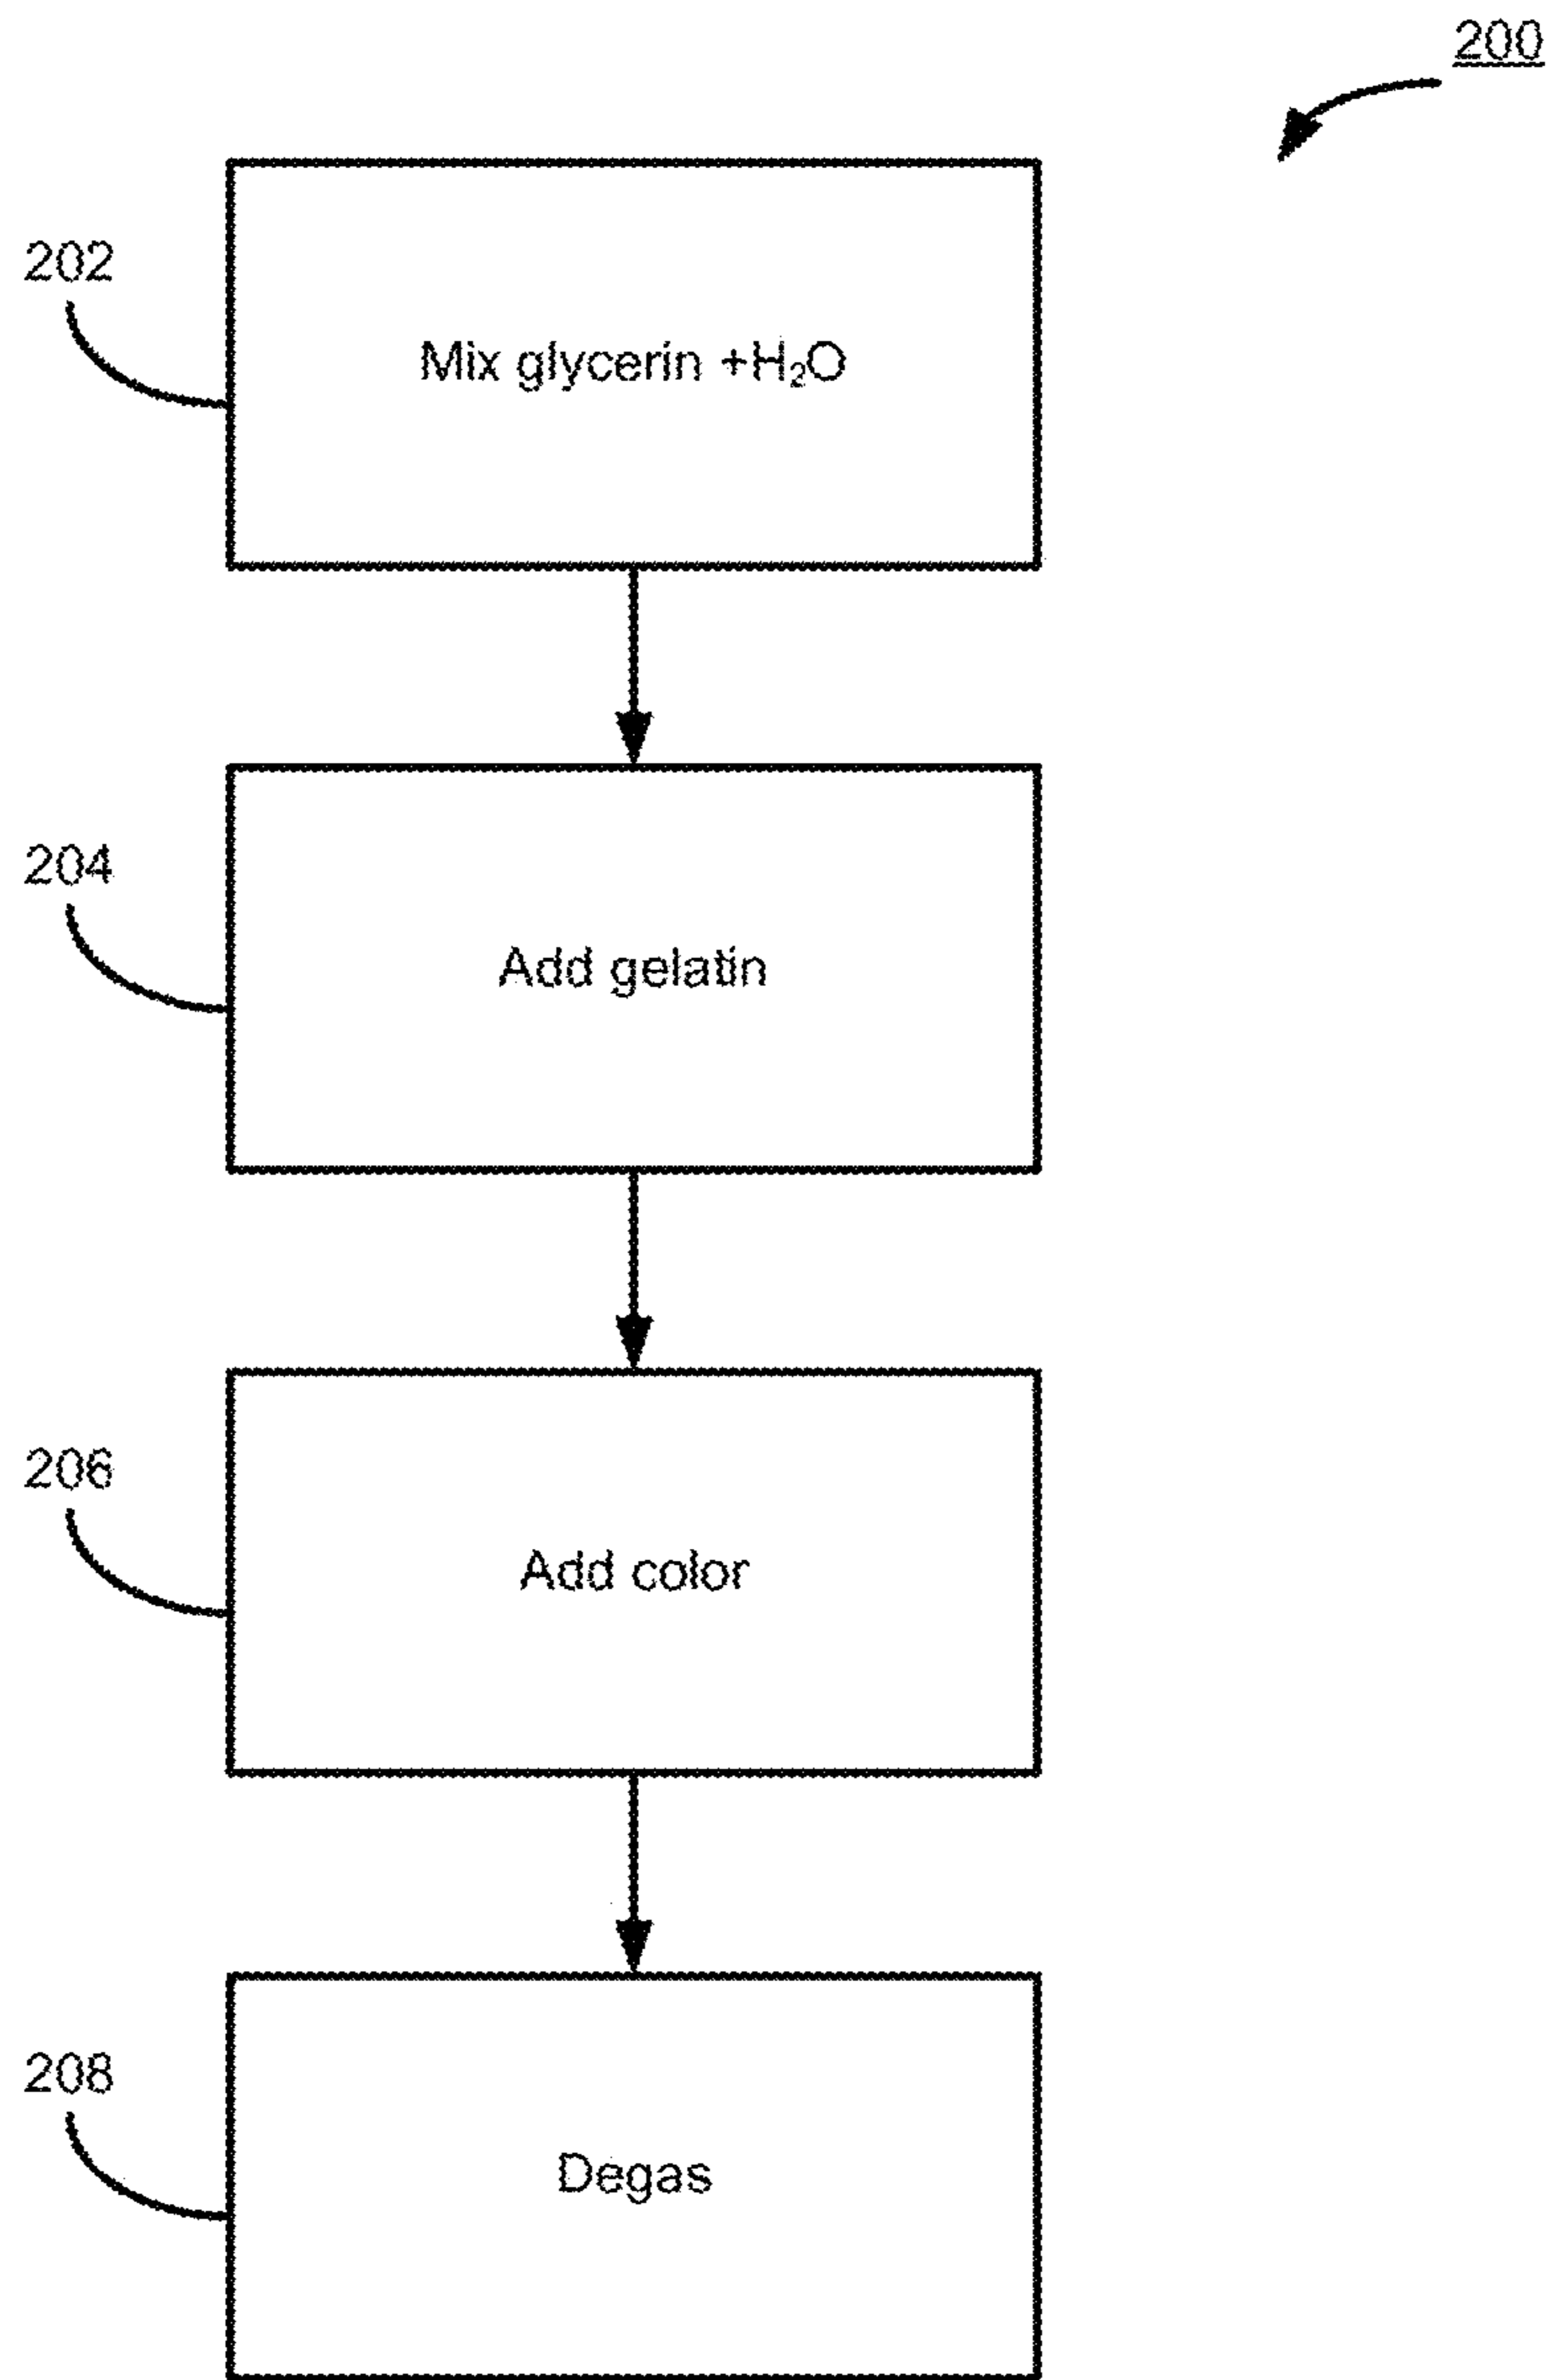 200
202
Mix glycerin +H₂O
204
Add gelatin
206
Add color
208
Degas